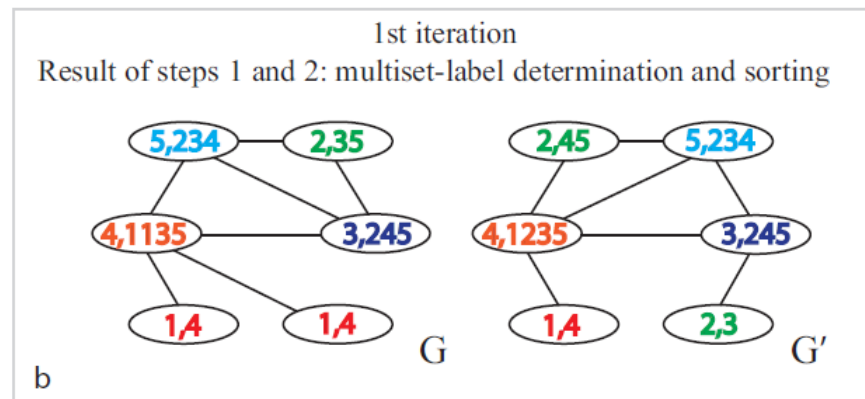 1st iteration
Result of steps 1 and 2: multiset-label determination and sorting
5,234 2,35 2,45 5,234
4,1135 3,245 4,1235 3,245
1,4 1,4 1,4 2,3
G G′
b